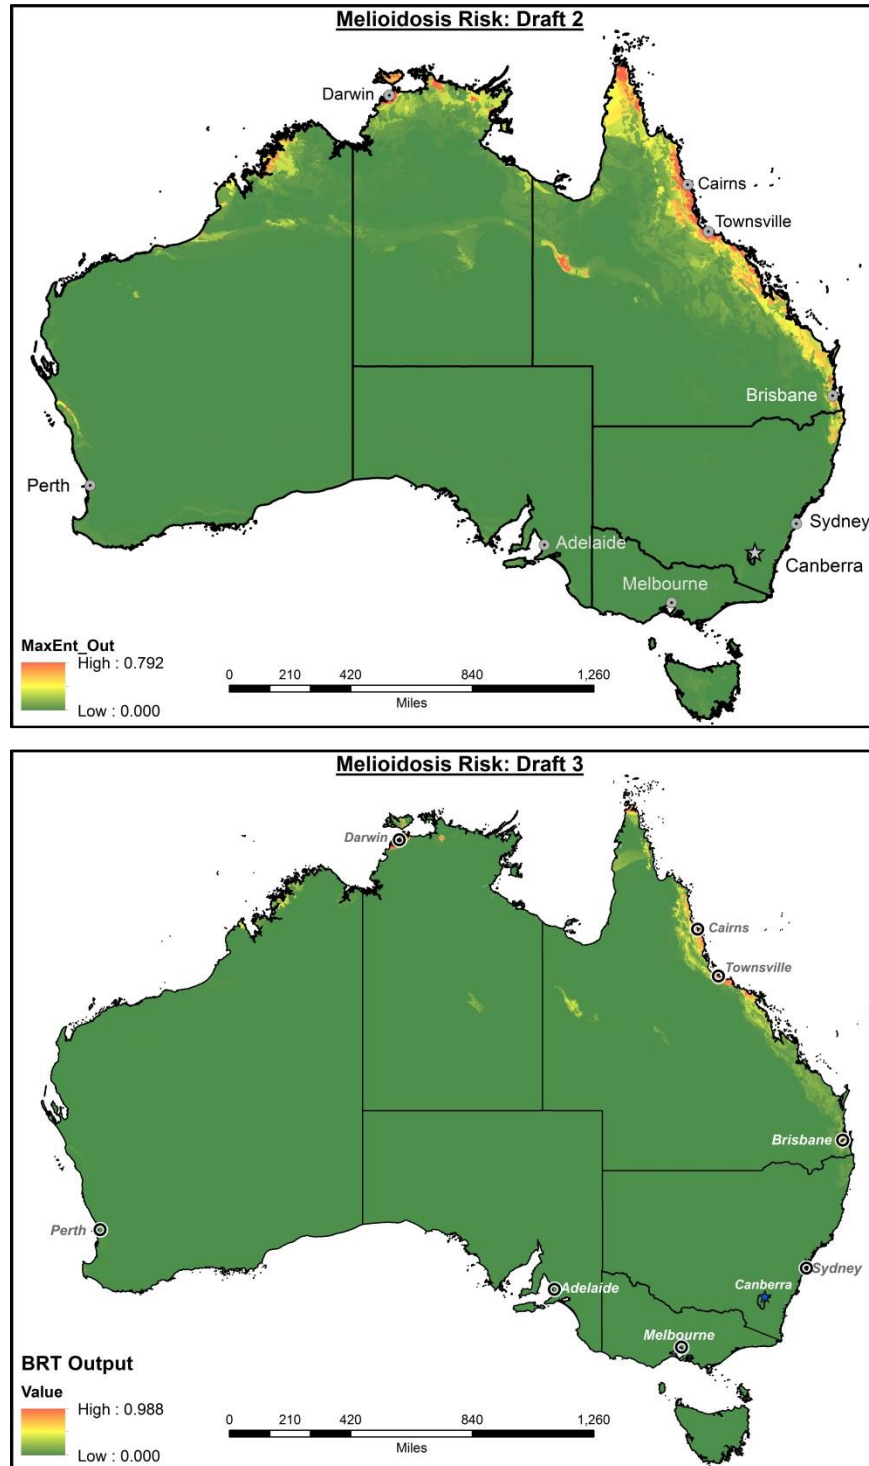 Melioidosis Risk: Draft 2
Darwin
Cairns
Townsville
Brisbane
Perth
Sydney
Adelaide
Canberra
Melbourne
MaxEnt_Out
High : 0.792
Low : 0.000
0 210 420 840 1,260
Miles
Melioidosis Risk: Draft 3
Darwin
Cairns
Townsville
Brisbane
Perth
Sydney
Canberra
Adelaide
Melbourne
BRT Output
Value
High : 0.988
Low : 0.000
0 210 420 840 1,260
Miles